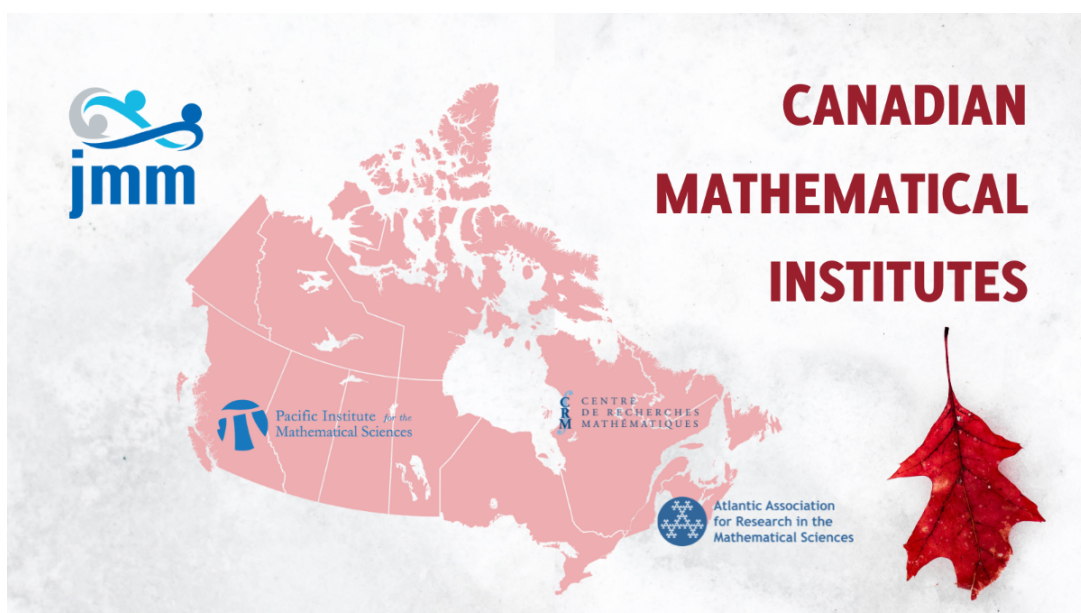 jmm
CANADIAN
MATHEMATICAL
INSTITUTES
Pacific Institute for the
Mathematical Sciences
CRM
CENTRE
DE RECHERCHES
MATHÉMATIQUES
Atlantic Association
for Research in the
Mathematical Sciences